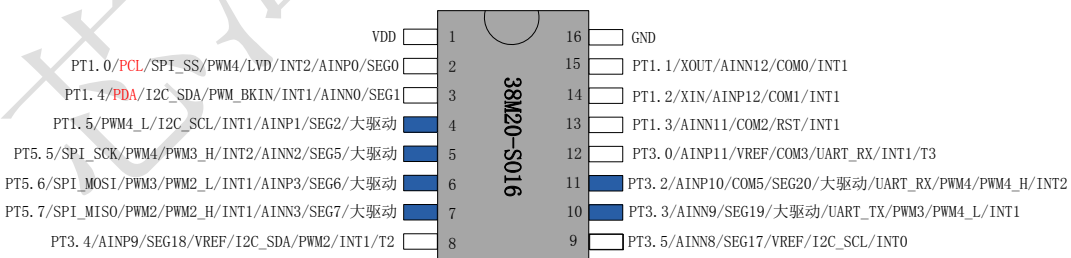 VDD 1 16 GND
PT1.0/PCL/SPI_SS/PWM4/LVD/INT2/AINP0/SEG0 2 15 PT1.1/XOUT/AINN12/COM0/INT1
PT1.4/PDA/I2C_SDA/PWM_BKIN/INT1/AINN0/SEG1 3 14 PT1.2/XIN/AINP12/COM1/INT1
PT1.5/PWM4_L/I2C_SCL/INT1/AINP1/SEG2/大驱动 4 13 PT1.3/AINN11/COM2/RST/INT1
PT5.5/SPI_SCK/PWM4/PWM3_H/INT2/AINN2/SEG5/大驱动 5 12 PT3.0/AINP11/VREF/COM3/UART_RX/INT1/T3
PT5.6/SPI_MOSI/PWM3/PWM2_L/INT1/AINP3/SEG6/大驱动 6 11 PT3.2/AINP10/COM5/SEG20/大驱动/UART_RX/PWM4/PWM4_H/INT2
PT5.7/SPI_MISO/PWM2/PWM2_H/INT1/AINN3/SEG7/大驱动 7 10 PT3.3/AINN9/SEG19/大驱动/UART_TX/PWM3/PWM4_L/INT1
PT3.4/AINP9/SEG18/VREF/I2C_SDA/PWM2/INT1/T2 8 9 PT3.5/AINN8/SEG17/VREF/I2C_SCL/INT0
38M20-SO16